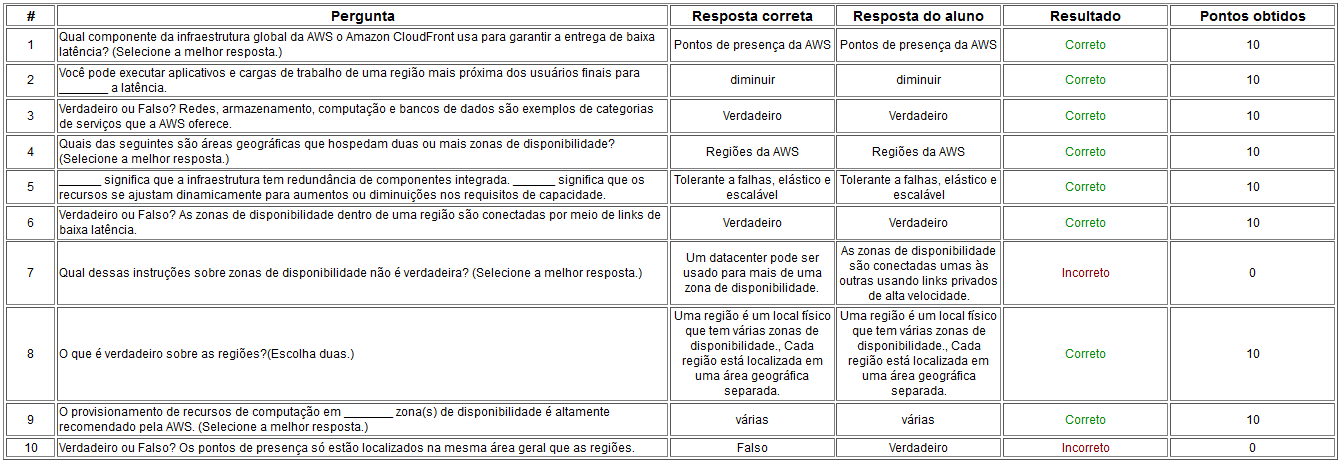 # Pergunta Resposta correta Resposta do aluno Resultado Pontos obtidos
1
Qual componente da infraestrutura global da AWS o Amazon CloudFront usa para garantir a entrega de baixa
latência? (Selecione a melhor resposta.)
Pontos de presença da AWS
Pontos de presença da AWS
Correto
10
2
Você pode executar aplicativos e cargas de trabalho de uma região mais próxima dos usuários finais para
_______ a latência.
diminuir
diminuir
Correto
10
3
Verdadeiro ou Falso? Redes, armazenamento, computação e bancos de dados são exemplos de categorias
de serviços que a AWS oferece.
Verdadeiro
Verdadeiro
Correto
10
4
Quais das seguintes são áreas geográficas que hospedam duas ou mais zonas de disponibilidade?
(Selecione a melhor resposta.)
Regiões da AWS
Regiões da AWS
Correto
10
5
______ significa que a infraestrutura tem redundância de componentes integrada. ______ significa que os
recursos se ajustam dinamicamente para aumentos ou diminuições nos requisitos de capacidade.
Tolerante a falhas, elástico e
escalável
Tolerante a falhas, elástico e
escalável
Correto
10
6
Verdadeiro ou Falso? As zonas de disponibilidade dentro de uma região são conectadas por meio de links de
baixa latência.
Verdadeiro
Verdadeiro
Correto
10
7
Qual dessas instruções sobre zonas de disponibilidade não é verdadeira? (Selecione a melhor resposta.)
Um datacenter pode ser
usado para mais de uma
zona de disponibilidade.
As zonas de disponibilidade
são conectadas umas às
outras usando links privados
de alta velocidade.
Incorreto
0
8
O que é verdadeiro sobre as regiões?(Escolha duas.)
Uma região é um local físico
que tem várias zonas de
disponibilidade., Cada
região está localizada em
uma área geográfica
separada.
Uma região é um local físico
que tem várias zonas de
disponibilidade., Cada
região está localizada em
uma área geográfica
separada.
Correto
10
9
O provisionamento de recursos de computação em _______ zona(s) de disponibilidade é altamente
recomendado pela AWS. (Selecione a melhor resposta.)
várias
várias
Correto
10
10
Verdadeiro ou Falso? Os pontos de presença só estão localizados na mesma área geral que as regiões.
Falso
Verdadeiro
Incorreto
0